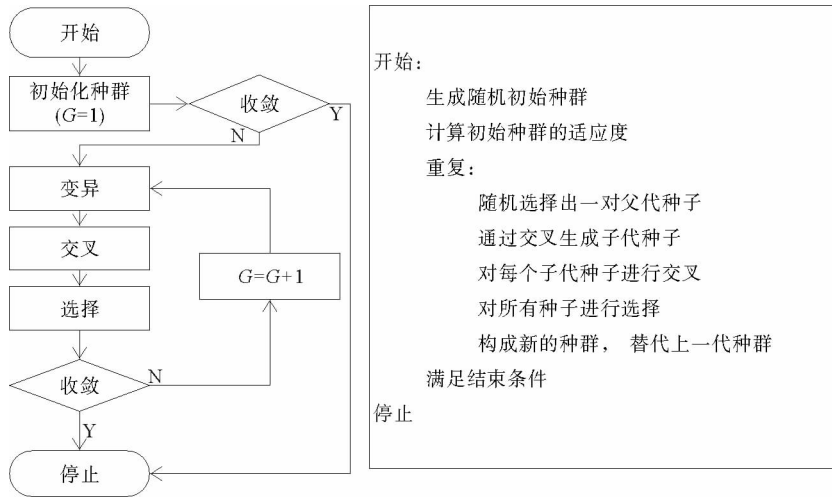 开始
初始化种群
(G=1)
收敛
Y
N
变异
交叉
G=G+1
选择
收敛
N
Y
停止
开始：
生成随机初始种群
计算初始种群的适应度
重复：
随机选择出一对父代种子
通过交叉生成子代种子
对每个子代种子进行交叉
对所有种子进行选择
构成新的种群， 替代上一代种群
满足结束条件
停止